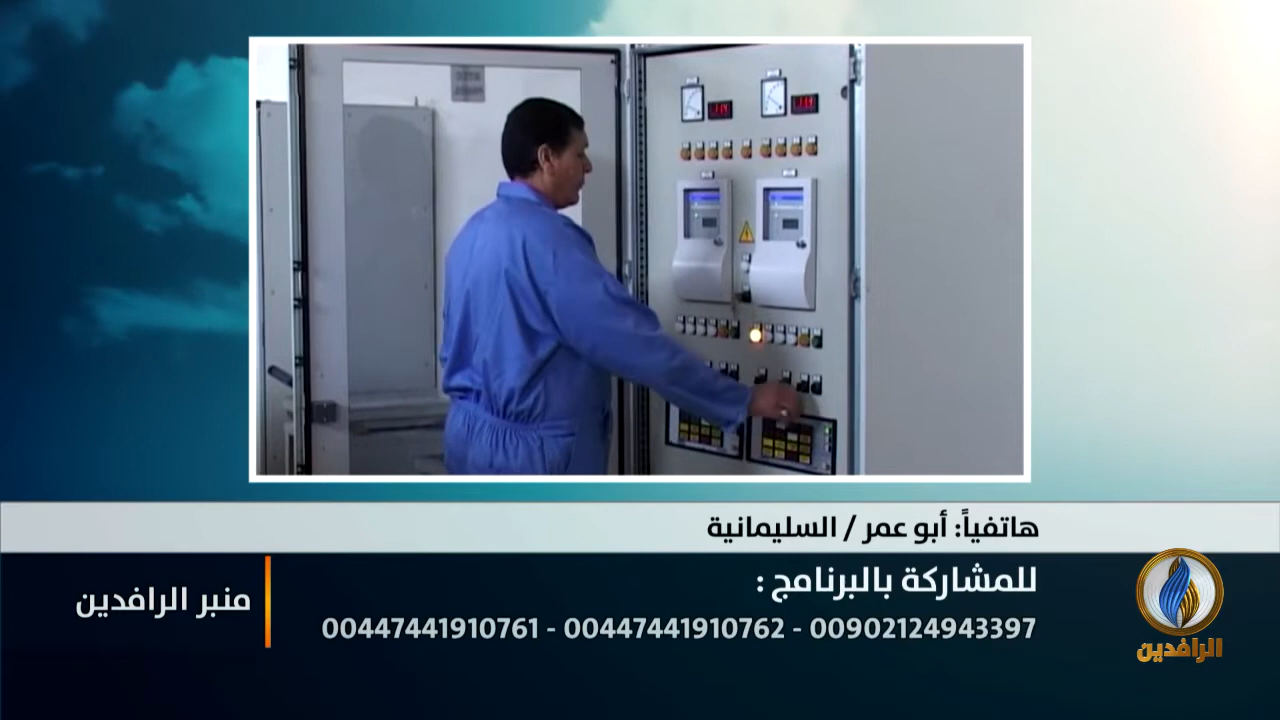 هاتفياً: أبو عمر / السليمانية
للمشاركة بالبرنامج :
00447441910761 - 00447441910762 - 00902124943397
منبر الرافدين
الرافدين